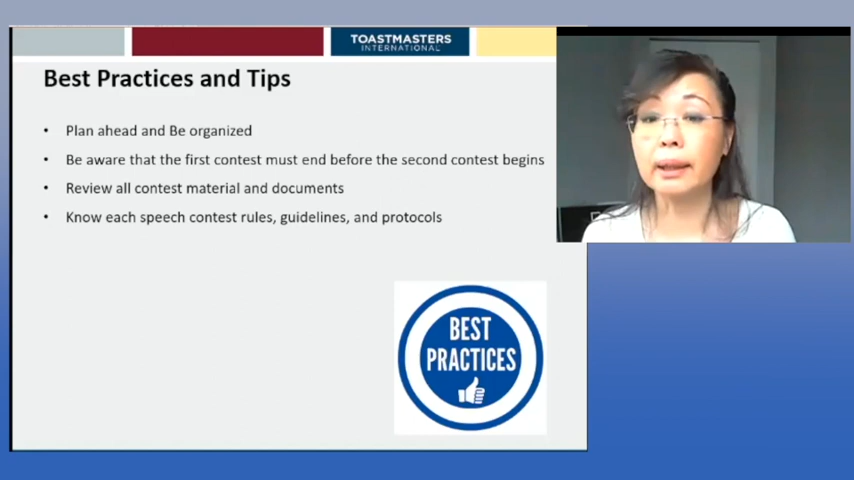 TOASTMASTERS
INTERNATIONAL
Best Practices and Tips
• Plan ahead and Be organized
• Be aware that the first contest must end before the second contest begins
• Review all contest material and documents
• Know each speech contest rules, guidelines, and protocols
BEST
PRACTICES